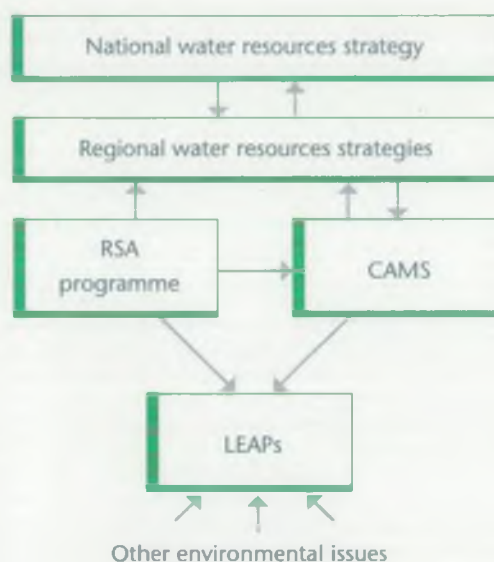 National water resources strategy
Regional water resources strategies
RSA
programme
CAMS
LEAPs
Other environmental issues